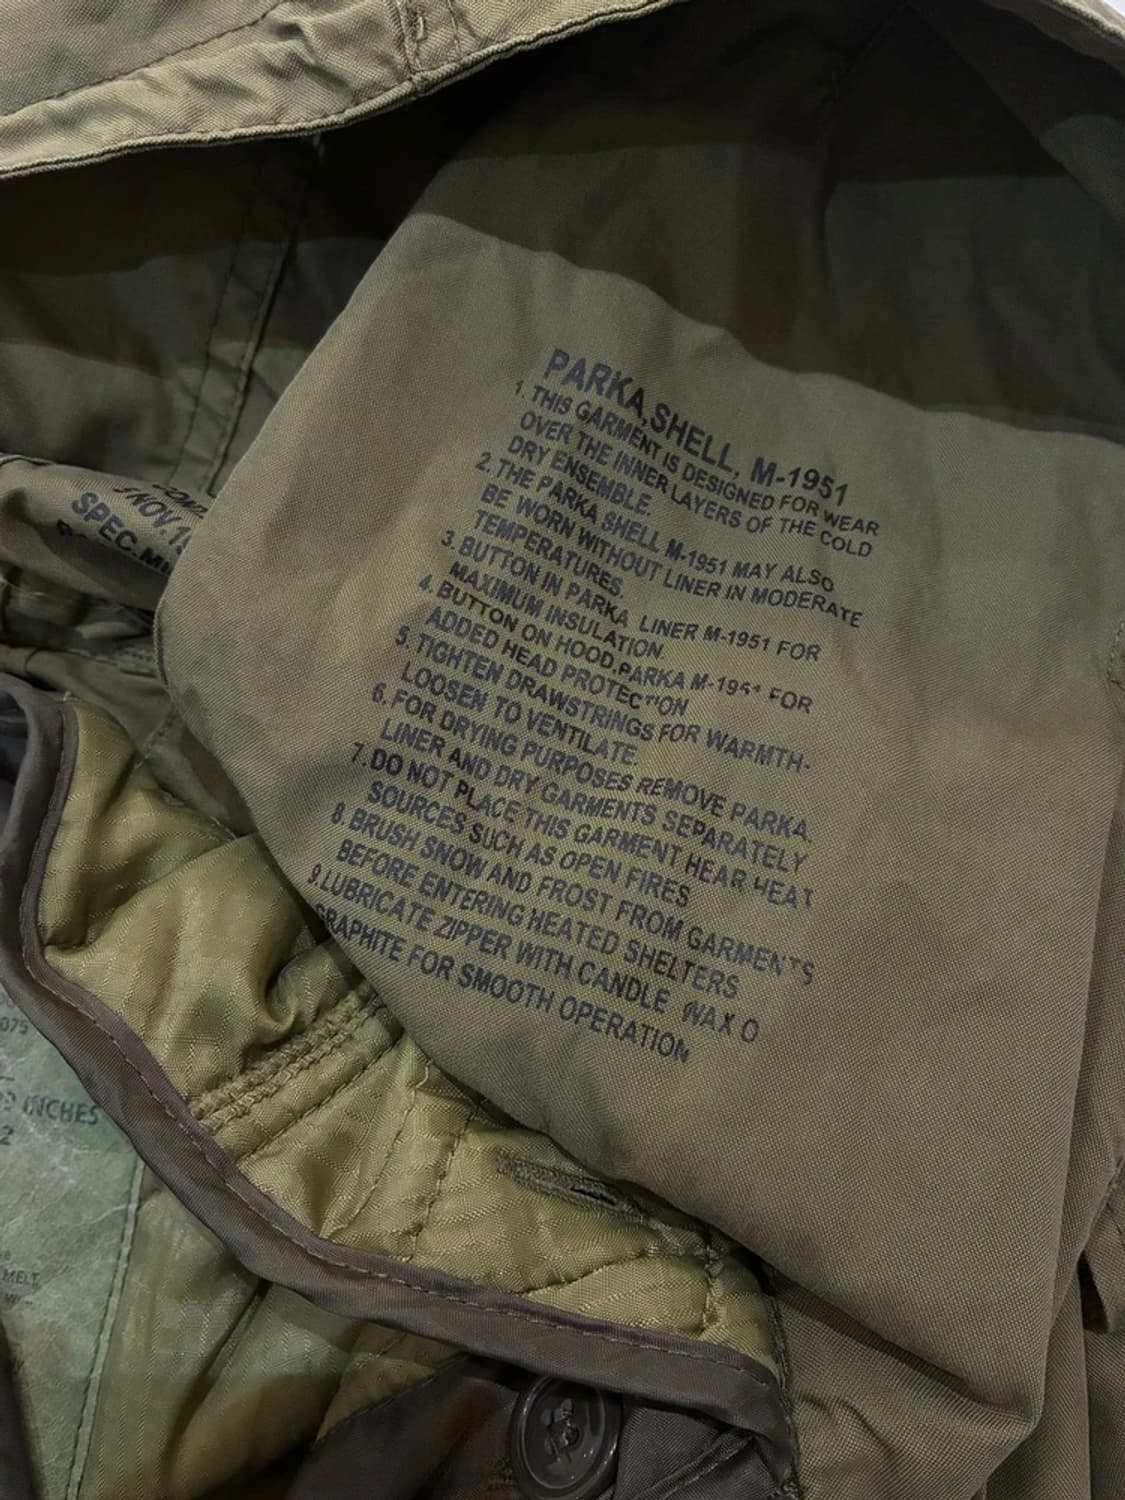 PARKA,SHELL, M-1951
1. THIS GARMENT IS DESIGNED FOR WEAR
OVER THE INNER LAYERS OF THE COLD
DRY ENSEMBLE.
2. THE PARKA SHELL M-1951 MAY ALSO
BE WORN WITHOUT LINER IN MODERATE
TEMPERATURES.
3. BUTTON IN PARKA LINER M-1951 FOR
MAXIMUM INSULATION.
4. BUTTON ON HOOD,PARKA M-1951 FOR
ADDED HEAD PROTECTION
5. TIGHTEN DRAWSTRINGS FOR WARMTH-
LOOSEN TO VENTILATE.
6. FOR DRYING PURPOSES REMOVE PARKA
LINER AND DRY GARMENTS SEPARATELY
7. DO NOT PLACE THIS GARMENT HEAR HEAT
SOURCES SUCH AS OPEN FIRES
8. BRUSH SNOW AND FROST FROM GARMENTS
BEFORE ENTERING HEATED SHELTERS
9.LUBRICATE ZIPPER WITH CANDLE WAX O
GRAPHITE FOR SMOOTH OPERATION
NOV.
SPEC.
075
INCHES
2
MELT